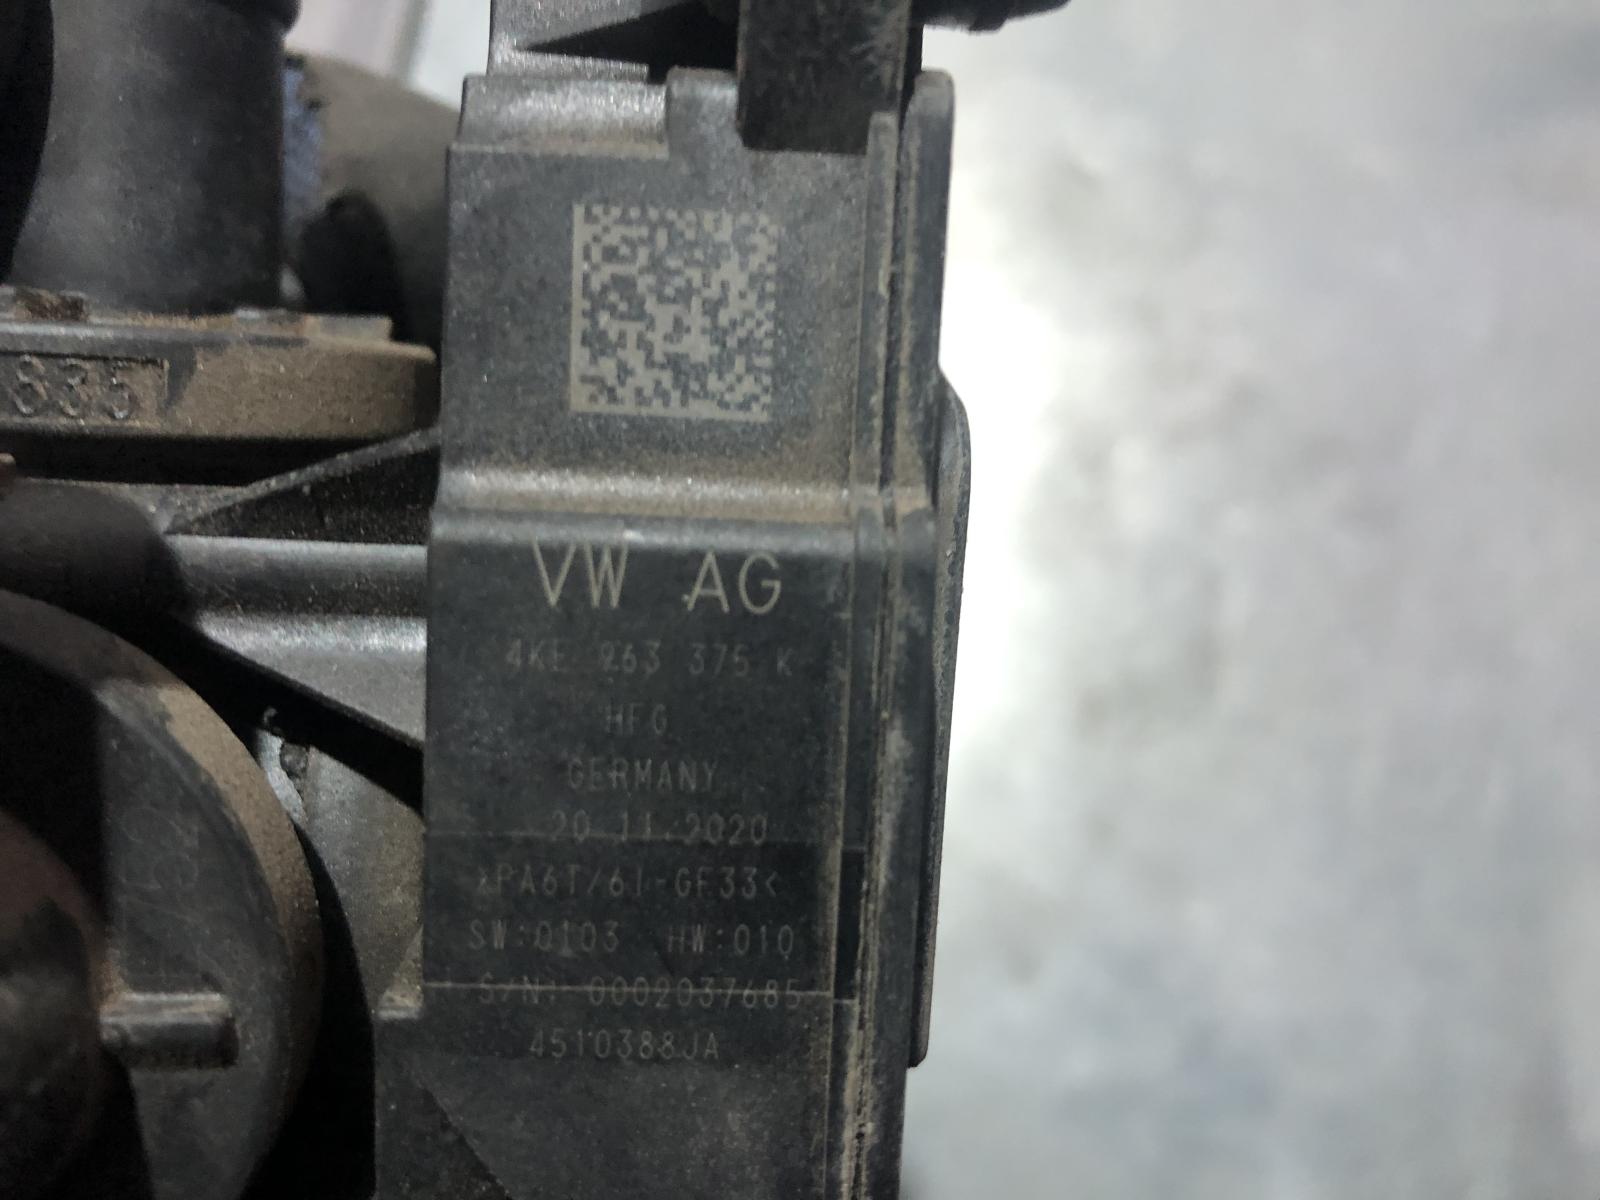 835
VW AG
4KE 963 375 K
HFG
GERMANY
20.11.2020
>PA6T/6I-GF33<
SW:0103 HW:010
S/N: 0002037685
4510388JA